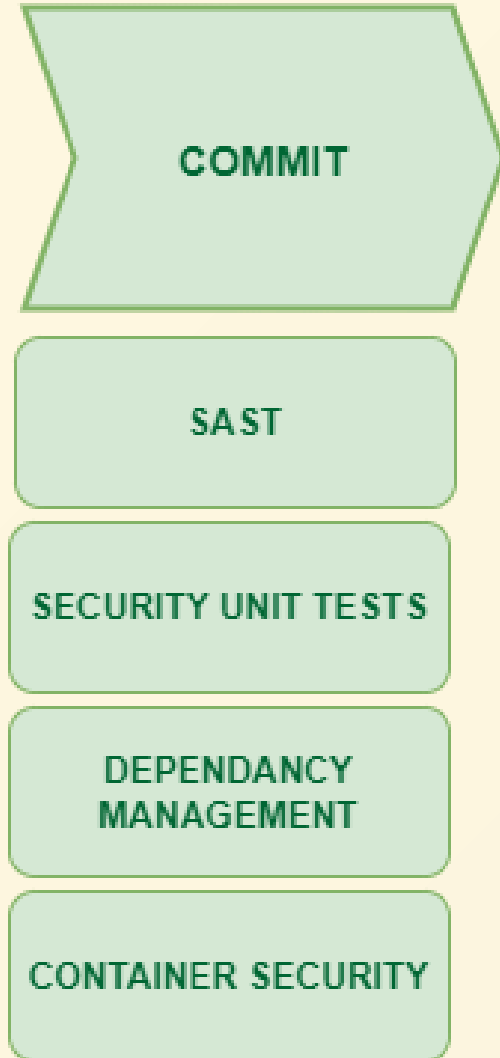 COMMIT
SAST
SECURITY UNIT TESTS
DEPENDANCY
MANAGEMENT
CONTAINER SECURITY